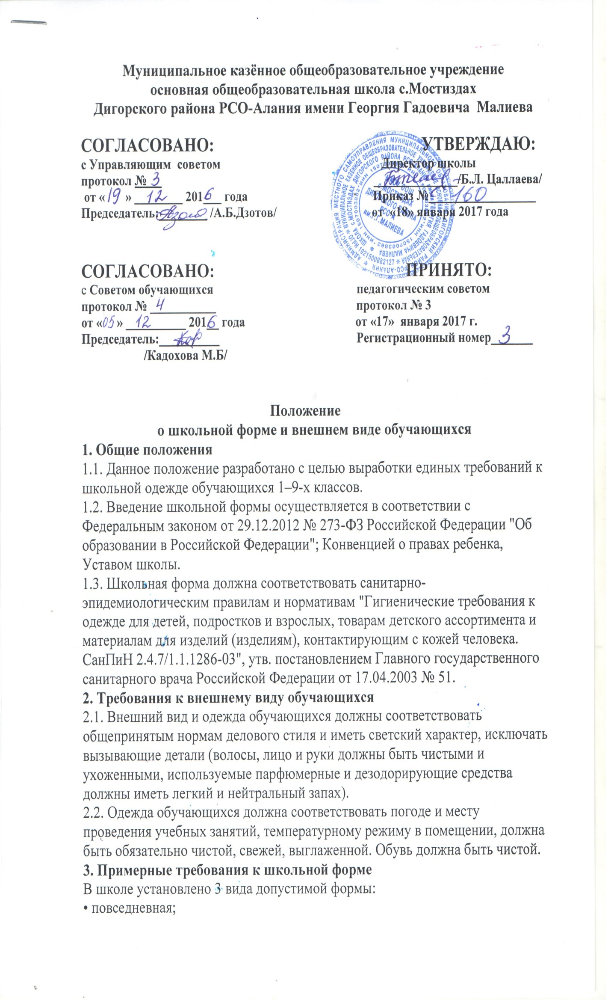 Муниципальное казённое общеобразовательное учреждение
основная общеобразовательная школа с.Мостиздах
Дигорского района РСО-Алания имени Георгия Гадоевича Малиева
СОГЛАСОВАНО:
с Управляющим советом
протокол № 3
от «19» 12 2016 года
Председатель: /А.Б.Дзотов/
УТВЕРЖДАЮ:
Директор школы
/Б.Л. Цаллаева/
Приказ № 160
от «18» января 2017 года
СОГЛАСОВАНО:
с Советом обучающихся
протокол № 4
от «05» 12 2016 года
Председатель:
/Кадохова М.Б/
ПРИНЯТО:
педагогическим советом
протокол № 3
от «17» января 2017 г.
Регистрационный номер 3
с.МОСТИЗДАХ
ДИГОРСКОГО РАЙОНА
РСО-А
им.Г.Г.МАЛИЕВА
ОГРН 1021500882127
Положение
о школьной форме и внешнем виде обучающихся
1. Общие положения
1.1. Данное положение разработано с целью выработки единых требований к
школьной одежде обучающихся 1–9-х классов.
1.2. Введение школьной формы осуществляется в соответствии с
Федеральным законом от 29.12.2012 № 273-ФЗ Российской Федерации "Об
образовании в Российской Федерации"; Конвенцией о правах ребенка,
Уставом школы.
1.3. Школьная форма должна соответствовать санитарно-
эпидемиологическим правилам и нормативам "Гигиенические требования к
одежде для детей, подростков и взрослых, товарам детского ассортимента и
материалам для изделий (изделиям), контактирующим с кожей человека.
СанПиН 2.4.7/1.1.1286-03", утв. постановлением Главного государственного
санитарного врача Российской Федерации от 17.04.2003 № 51.
2. Требования к внешнему виду обучающихся
2.1. Внешний вид и одежда обучающихся должны соответствовать
общепринятым нормам делового стиля и иметь светский характер, исключать
вызывающие детали (волосы, лицо и руки должны быть чистыми и
ухоженными, используемые парфюмерные и дезодорирующие средства
должны иметь легкий и нейтральный запах).
2.2. Одежда обучающихся должна соответствовать погоде и месту
проведения учебных занятий, температурному режиму в помещении, должна
быть обязательно чистой, свежей, выглаженной. Обувь должна быть чистой.
3. Примерные требования к школьной форме
В школе установлено 3 вида допустимой формы:
• повседневная;